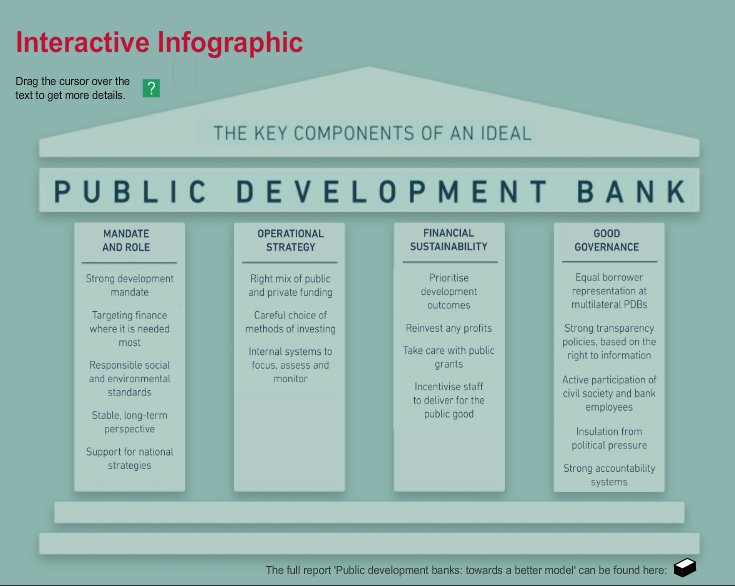 Interactive Infographic
Drag the cursor over the
text to get more details.
?
THE KEY COMPONENTS OF AN IDEAL
PUBLIC DEVELOPMENT BANK
MANDATE
AND ROLE
Strong development
mandate
Targeting finance
where it is needed
most
Responsible social
and environmental
standards
Stable, long-term
perspective
Support for national
strategies
OPERATIONAL
STRATEGY
Right mix of public
and private funding
Careful choice of
methods of investing
Internal systems to
focus, assess and
monitor
FINANCIAL
SUSTAINABILITY
Prioritise
development
outcomes
Reinvest any profits
Take care with public
grants
Incentivise staff
to deliver for the
public good
GOOD
GOVERNANCE
Equal borrower
representation at
multilateral PDBs
Strong transparency
policies, based on the
right to information
Active participation of
civil society and bank
employees
Insulation from
political pressure
Strong accountability
systems
The full report 'Public development banks: towards a better model' can be found here: